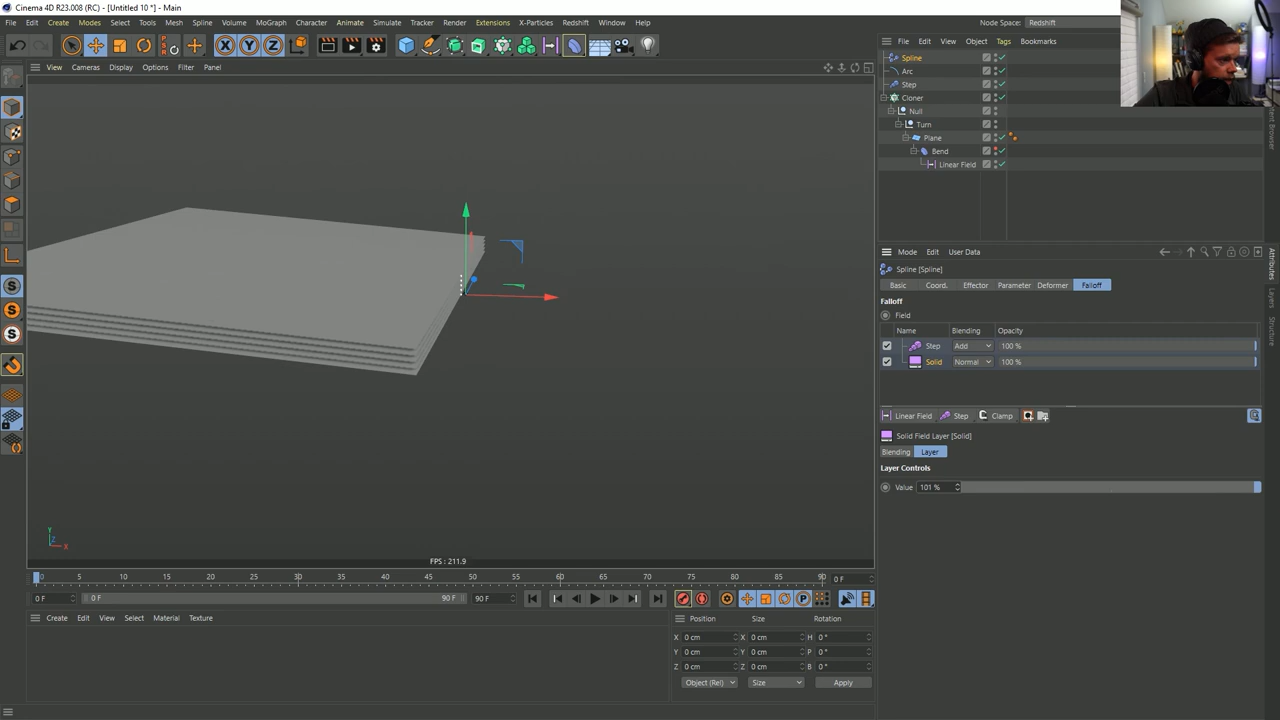 Cinema 4D R23.008 (RC) - [Untitled 10 *] - Main
File Edit Create Modes Select Tools Mesh Spline Volume MoGraph Character Animate Simulate Tracker Render Extensions X-Particles Redshift Window Help Node Space: Redshift
File Edit View Object Tags Bookmarks
View Cameras Display Options Filter Panel
Spline
Arc
Step
Cloner
Null
Turn
Plane
Bend
Linear Field
Mode Edit User Data
Spline [Spline]
Basic Coord. Effector Parameter Deformer Falloff
Falloff
Field
Name Blending Opacity
Step Add 100 %
Solid Normal 100 %
Linear Field Step Clamp
Solid Field Layer [Solid]
Blending Layer
Layer Controls
Value 101 %
Attributes
Layers
Structure
Y
Z
X
FPS : 211.9
0 5 10 15 20 25 30 35 40 45 50 55 60 65 70 75 80 85 90 0 F
0 F 0 F 90 F 90 F
Create Edit Select Material Texture
Position Size Rotation
X 0 cm X 0 cm H 0 °
Y 0 cm Y 0 cm P 0 °
Z 0 cm Z 0 cm B 0 °
Object (Rel) Size Apply